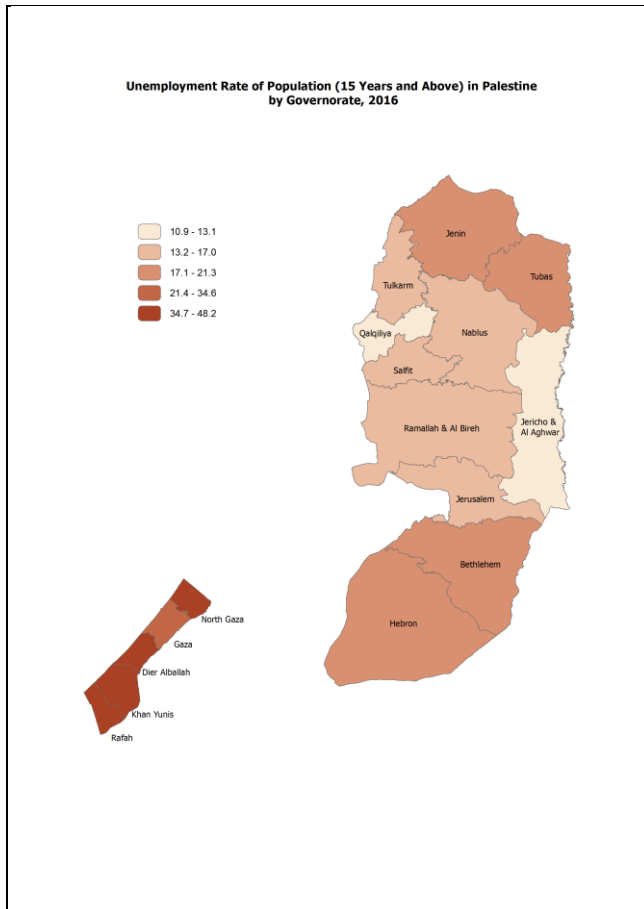 Unemployment Rate of Population (15 Years and Above) in Palestine
by Governorate, 2016
10.9 - 13.1
13.2 - 17.0
17.1 - 21.3
21.4 - 34.6
34.7 - 48.2
Jenin
Tubas
Tulkarm
Qalqiliya
Nablus
Salfit
Ramallah & Al Bireh
Jericho &
Al Aghwar
Jerusalem
Bethlehem
Hebron
North Gaza
Gaza
Dier Alballah
Khan Yunis
Rafah